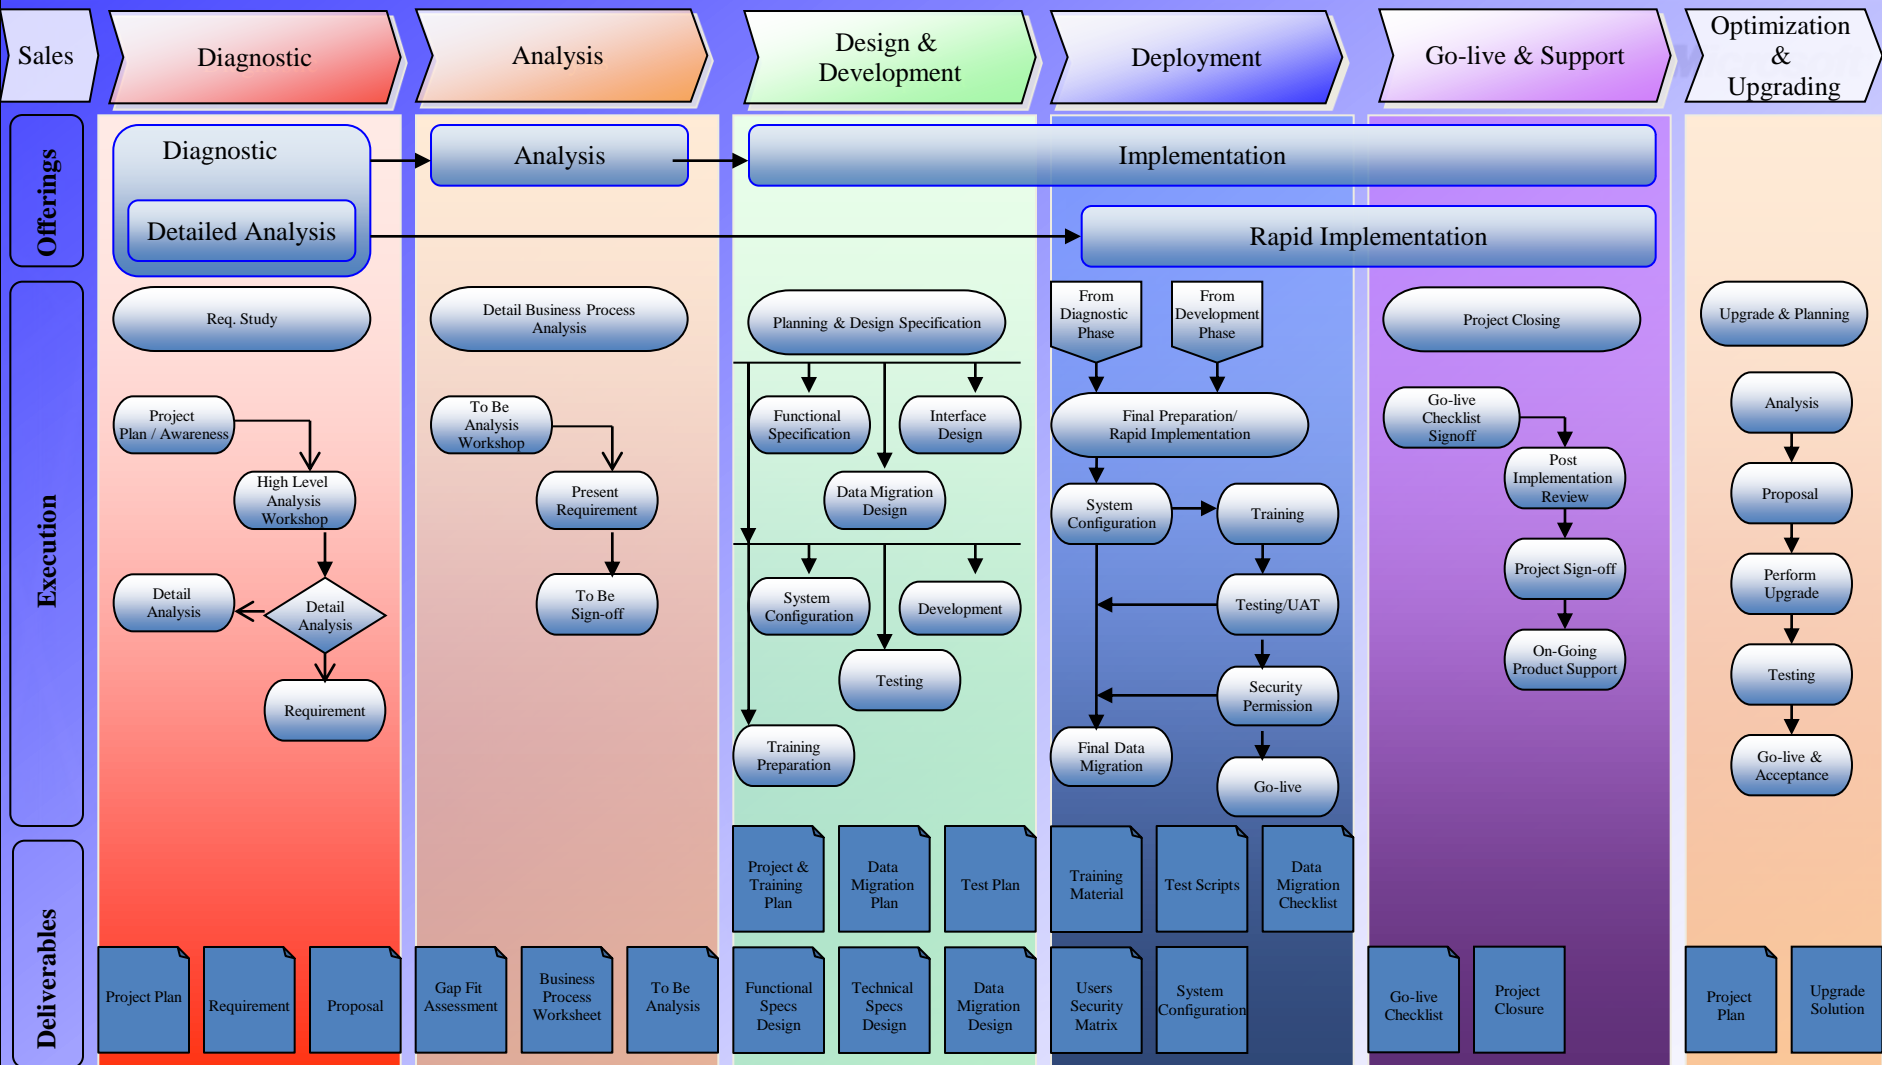 Sales
Diagnostic
Analysis
Design &
Development
Deployment
Go-live & Support
Optimization
&
Upgrading
Offerings
Diagnostic
Detailed Analysis
Analysis
Implementation
Rapid Implementation
Execution
Req. Study
Project
Plan / Awareness
High Level
Analysis
Workshop
Detail
Analysis
Detail
Analysis
Requirement
Detail Business Process
Analysis
To Be
Analysis
Workshop
Present
Requirement
To Be
Sign-off
Planning & Design Specification
Functional
Specification
Interface
Design
Data Migration
Design
System
Configuration
Development
Testing
Training
Preparation
From
Diagnostic
Phase
From
Development
Phase
Final Preparation/
Rapid Implementation
System
Configuration
Training
Testing/UAT
Security
Permission
Final Data
Migration
Go-live
Project Closing
Go-live
Checklist
Signoff
Post
Implementation
Review
Project Sign-off
On-Going
Product Support
Upgrade & Planning
Analysis
Proposal
Perform
Upgrade
Testing
Go-live &
Acceptance
Deliverables
Project Plan
Requirement
Proposal
Gap Fit
Assessment
Business
Process
Worksheet
To Be
Analysis
Project &
Training
Plan
Data
Migration
Plan
Test Plan
Functional
Specs
Design
Technical
Specs
Design
Data
Migration
Design
Training
Material
Test Scripts
Data
Migration
Checklist
Users
Security
Matrix
System
Configuration
Go-live
Checklist
Project
Closure
Project
Plan
Upgrade
Solution